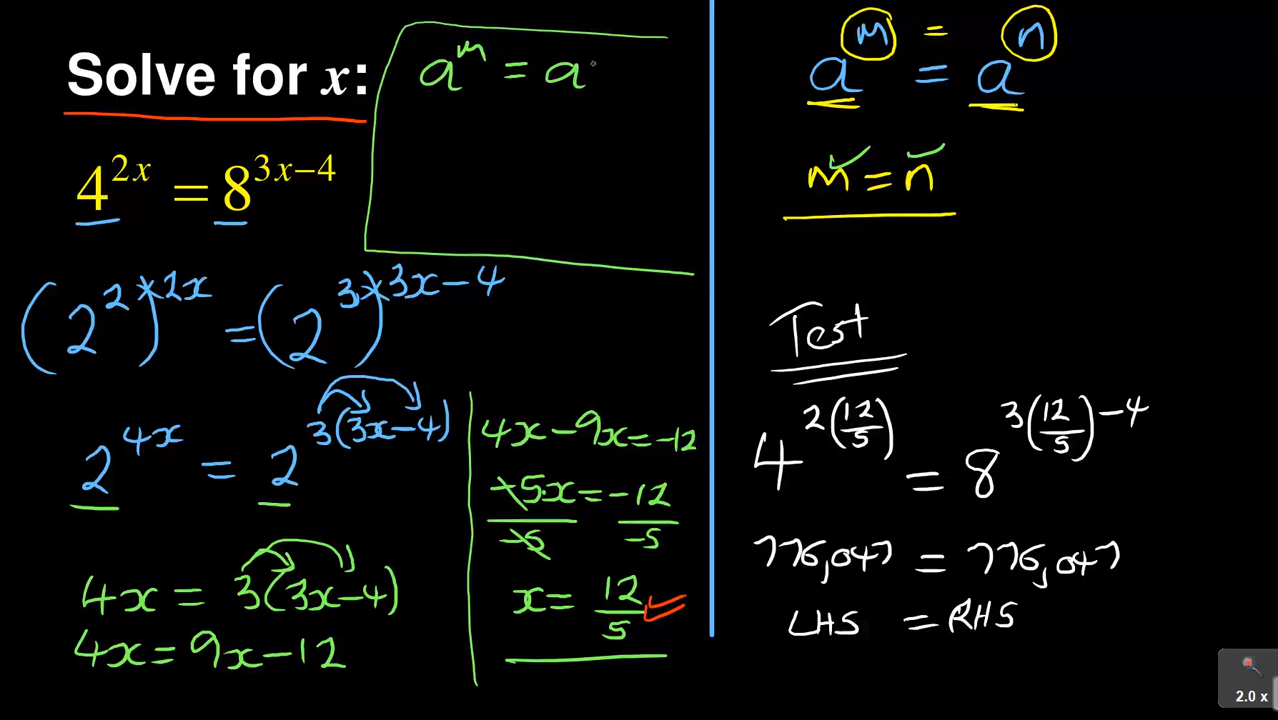 Solve for x:
4^{2x} = 8^{3x-4}
a^m = a
(2^2)^{×2x} = (2^3)^{×3x-4}
2^{4x} = 2^{3(3x-4)}
4x = 3(3x-4)
4x = 9x-12
4x-9x=-12
-5·x = -12
-5 -5
x = 12/5
a^m = a^n
=
m = n
Test
4^{2(12/5)} = 8^{3(12/5)-4}
776,047 = 776,047
LHS = RHS
2.0 x